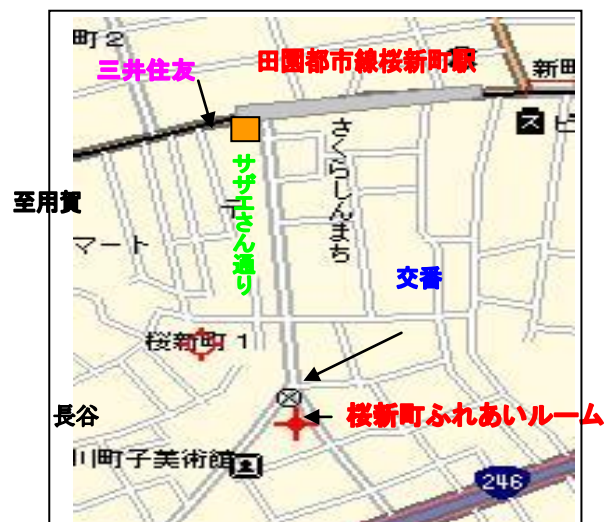 町2
三井住友
田園都市線桜新町駅
新町
さくらしんまち
サザエさん通り
至用賀
マート
交番
桜新町1
長谷
桜新町ふれあいルーム
川町子美術館
246